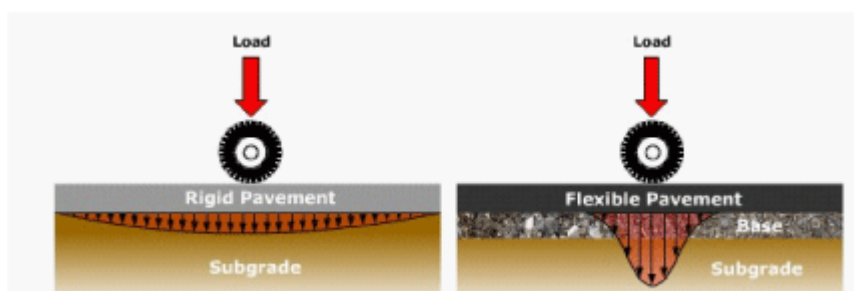 Load
Load
Rigid Pavement
Flexible Pavement
Base
Subgrade
Subgrade